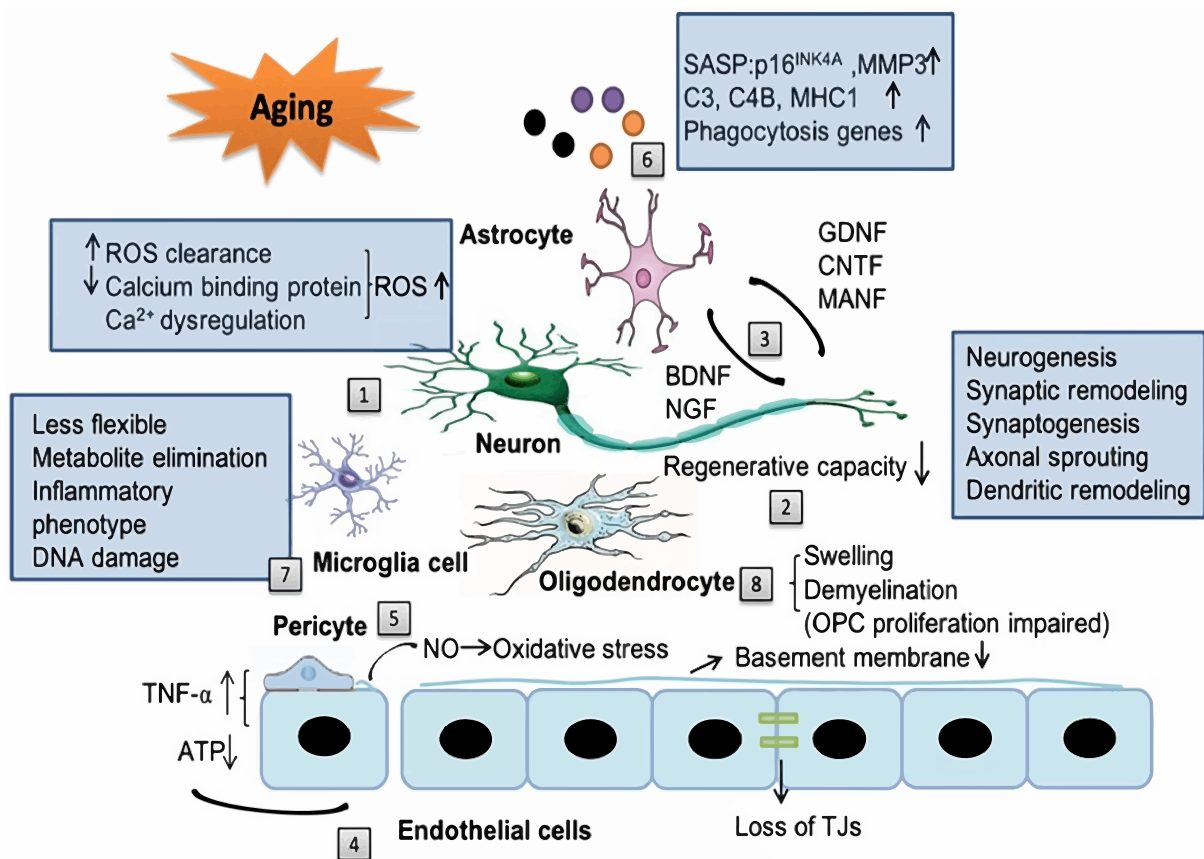 Aging
SASP:p16INK4A ,MMP3↑
C3, C4B, MHC1 ↑
Phagocytosis genes ↑
6
Astrocyte
GDNF
CNTF
MANF
3
BDNF
NGF
↑ ROS clearance
↓ Calcium binding protein
Ca2+ dysregulation
ROS ↑
1
Neuron
Regenerative capacity ↓
2
Neurogenesis
Synaptic remodeling
Synaptogenesis
Axonal sprouting
Dendritic remodeling
Less flexible
Metabolite elimination
Inflammatory
phenotype
DNA damage
7
Microglia cell
Oligodendrocyte
8
Swelling
Demyelination
(OPC proliferation impaired)
Pericyte
5
NO→Oxidative stress
Basement membrane↓
TNF-α ↑
ATP↓
4
Endothelial cells
Loss of TJs